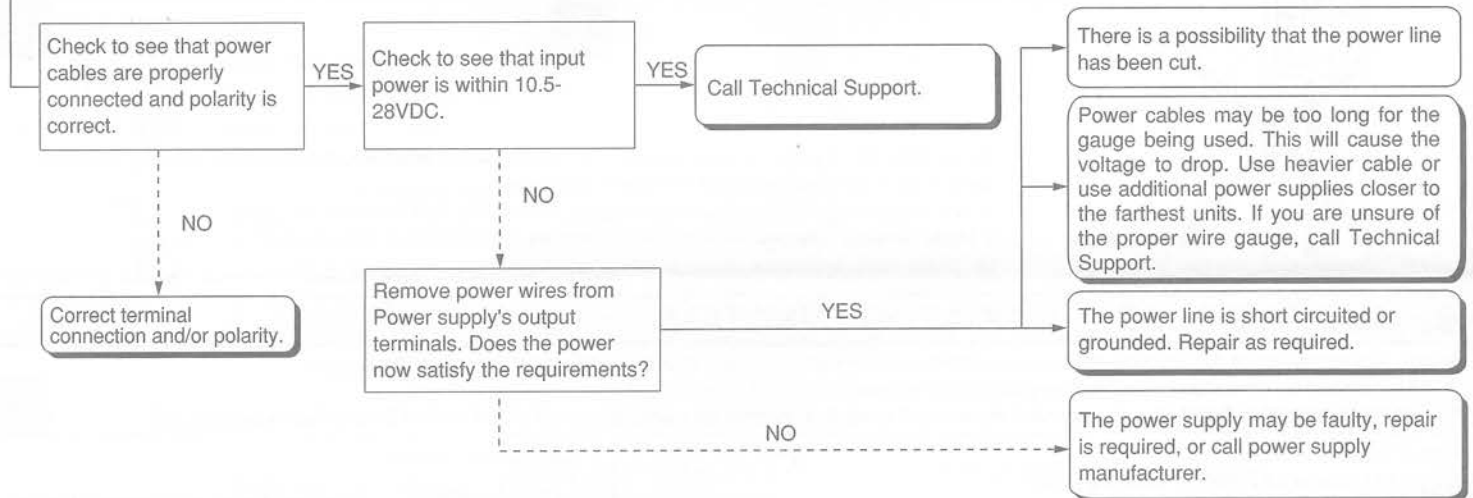 Check to see that power
cables are properly
connected and polarity is
correct.
YES
Check to see that input
power is within 10.5-
28VDC.
YES
Call Technical Support.
There is a possibility that the power line
has been cut.
Power cables may be too long for the
gauge being used. This will cause the
voltage to drop. Use heavier cable or
use additional power supplies closer to
the farthest units. If you are unsure of
the proper wire gauge, call Technical
Support.
NO
NO
Correct terminal
connection and/or polarity.
Remove power wires from
Power supply's output
terminals. Does the power
now satisfy the requirements?
YES
The power line is short circuited or
grounded. Repair as required.
NO
The power supply may be faulty, repair
is required, or call power supply
manufacturer.